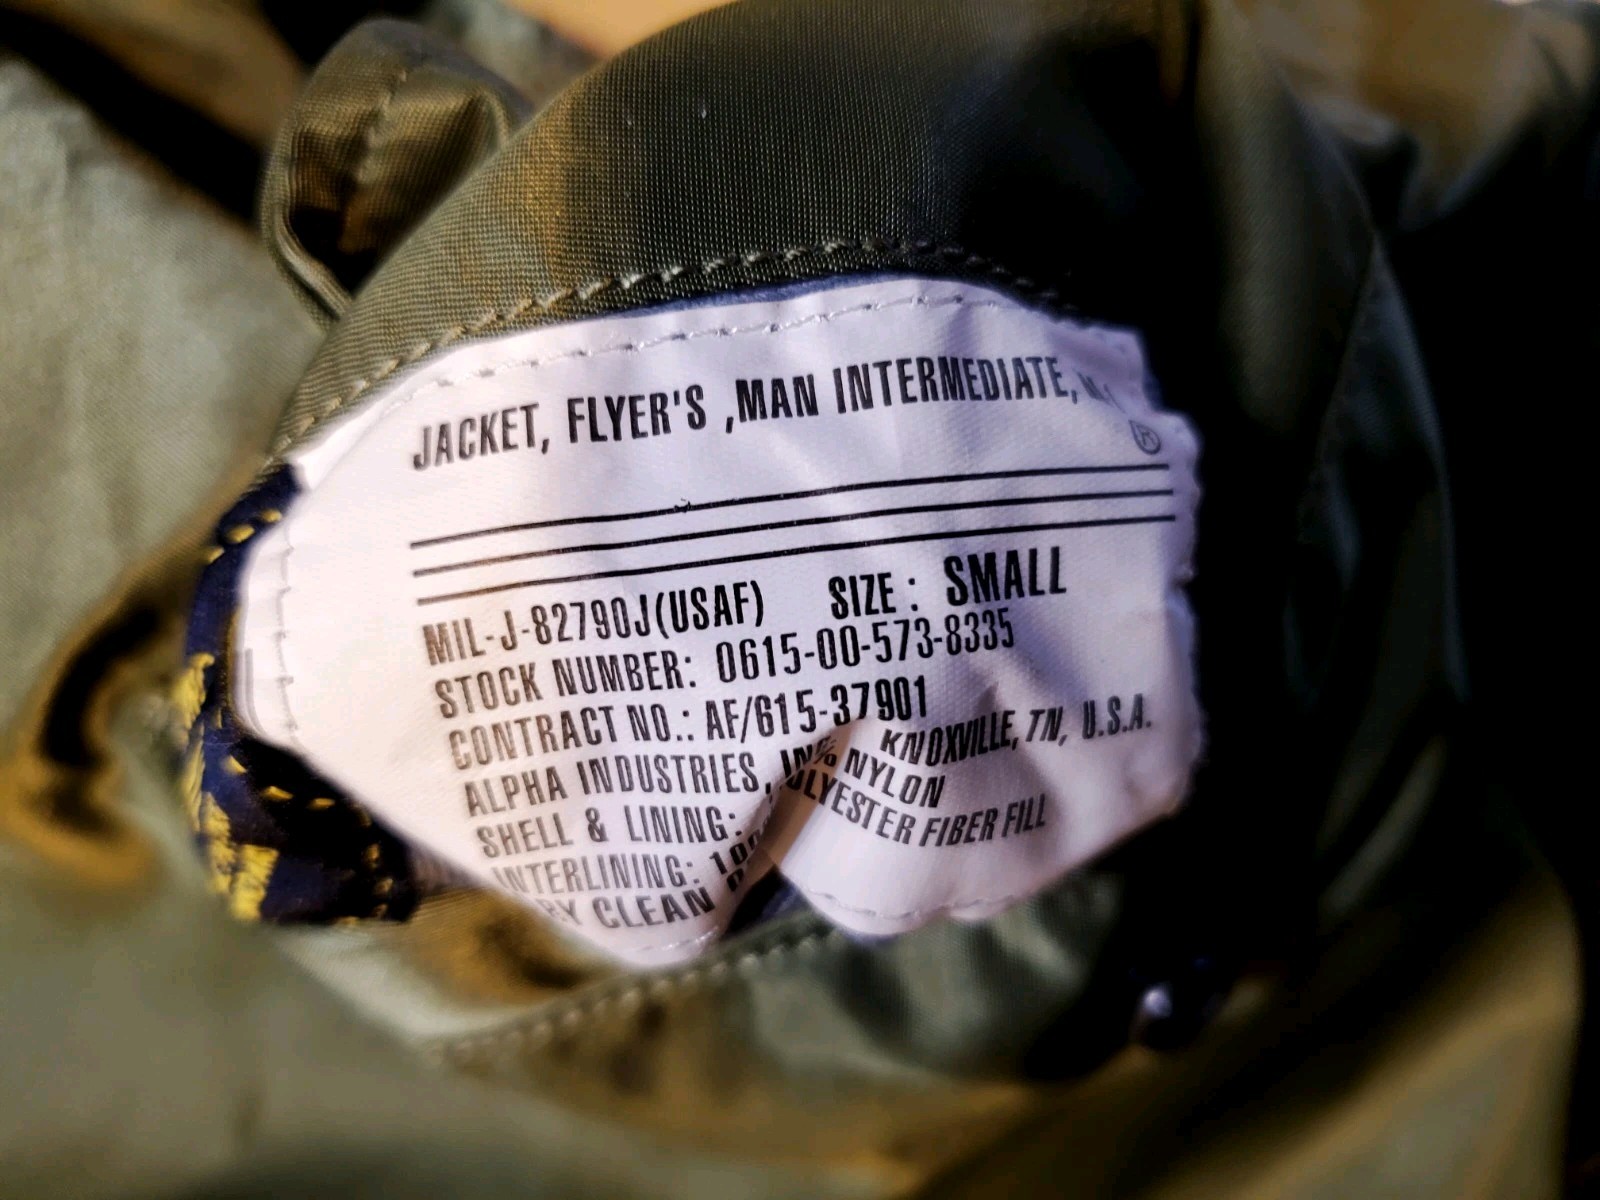 JACKET, FLYER'S ,MAN INTERMEDIATE,
®
MIL-J-82790J(USAF) SIZE: SMALL
STOCK NUMBER: 0615-00-573-8335
CONTRACT NO.: AF/615-37901
ALPHA INDUSTRIES, KNOXVILLE, TN, U.S.A.
SHELL & LINING: NYLON
INTERLINING: FIBER FILL
CLEAN